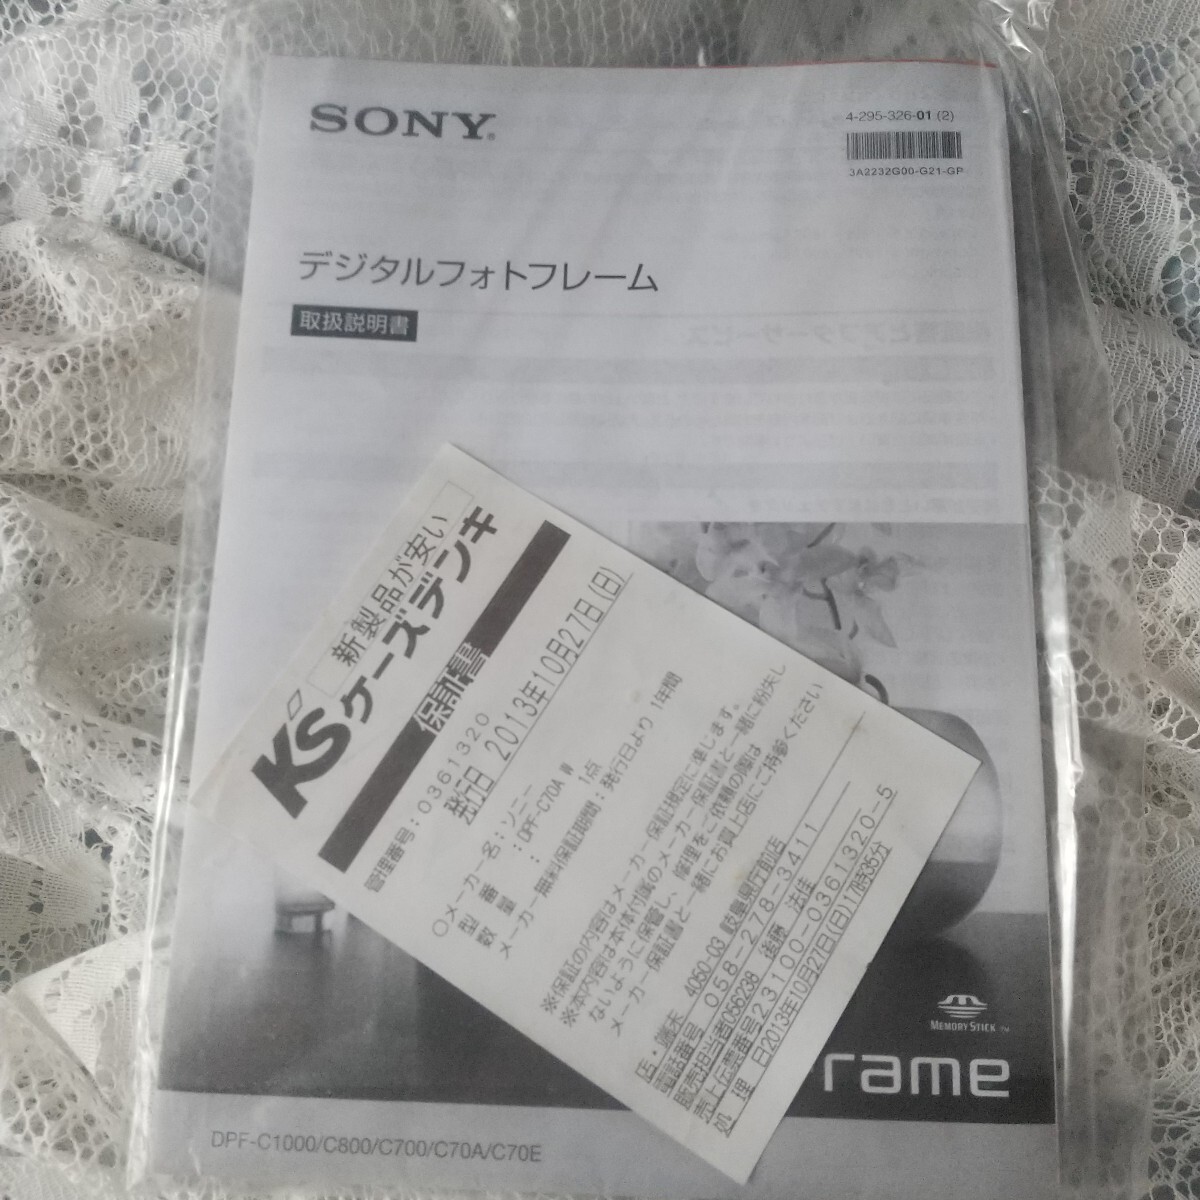 SONY®
4-295-326-01 (2)
3A2232G00-G21-GP
デジタルフォトフレーム
取扱説明書
新製品が安い
K's ケーズデンキ
保証書
管理番号:0361320
発行日 2013年10月27日(日)
○メーカー名:ソニー
型 番:DPF-C70A W
数 量: 1点
メーカー無料保証期間:発行日より 1年間
※保証の内容はメーカー保証規定に準じます。
※本内容は本体付属のメーカー保証書と一緒に紛失し
ないように保管し、修理をご依頼の際は
メーカー保証書と一緒にお買上店にご持参ください
店・端末 4060-03 岐阜県庁前店
電話番号 058-278-3411
販売担当者056238 後藤
売上伝票番号23100-0361320-5
処 理 日2013年10月27日(日)17時35分
MEMORY STICK ™
rame
DPF-C1000/C800/C700/C70A/C70E